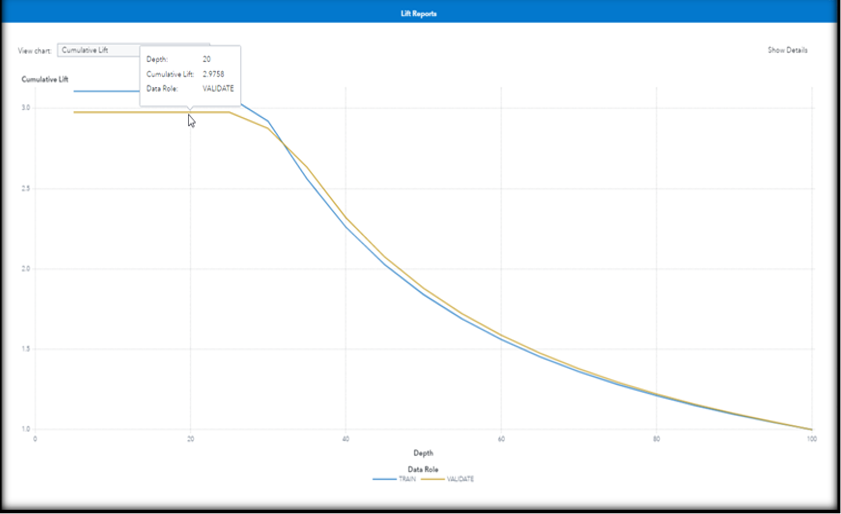 Lift Reports
View chart: Cumulative Lift
Show Details
Depth: 20
Cumulative Lift: 2.9758
Data Role: VALIDATE
Cumulative Lift
3.0
2.5
2.0
1.5
1.0
0 20 40 60 80 100
Depth
Data Role
TRAIN VALIDATE